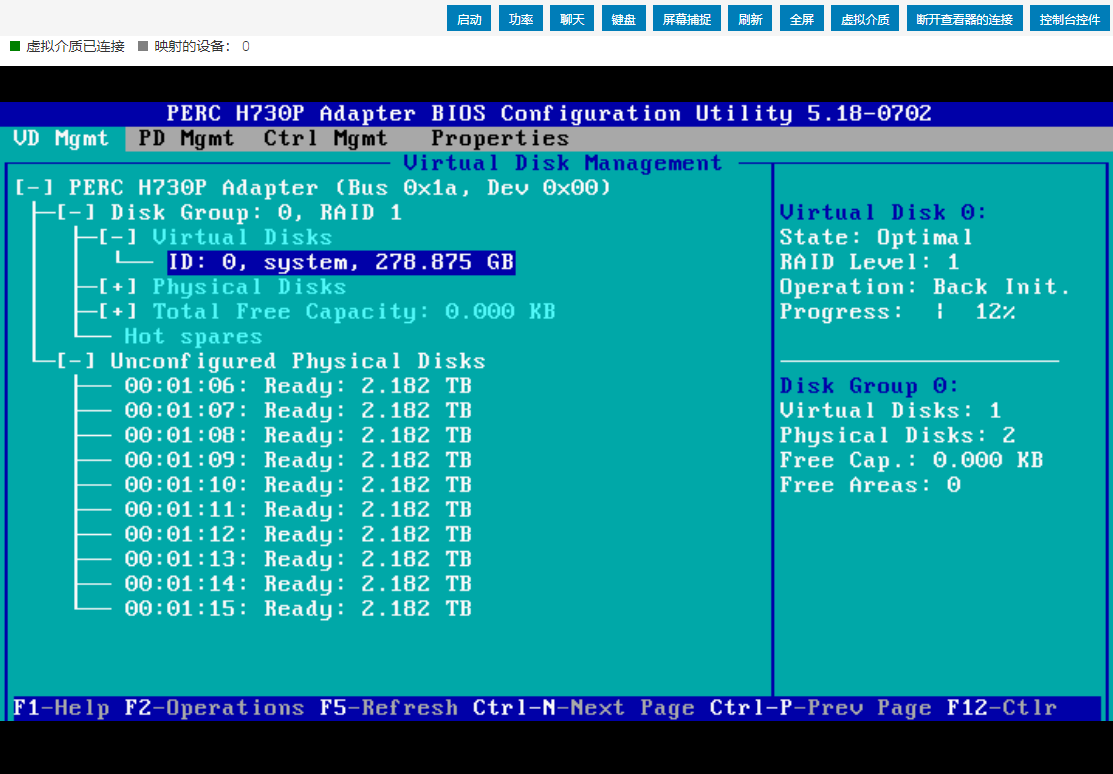 启动 功率 聊天 键盘 屏幕捕捉 刷新 全屏 虚拟介质 断开查看器的连接 控制台控件
虚拟介质已连接 映射的设备： 0
PERC H730P Adapter BIOS Configuration Utility 5.18-0702
VD Mgmt PD Mgmt Ctrl Mgmt Properties
Virtual Disk Management
[-] PERC H730P Adapter (Bus 0x1a, Dev 0x00)
[-] Disk Group: 0, RAID 1
[-] Virtual Disks
ID: 0, system, 278.875 GB
[+] Physical Disks
[+] Total Free Capacity: 0.000 KB
Hot spares
[-] Unconfigured Physical Disks
00:01:06: Ready: 2.182 TB
00:01:07: Ready: 2.182 TB
00:01:08: Ready: 2.182 TB
00:01:09: Ready: 2.182 TB
00:01:10: Ready: 2.182 TB
00:01:11: Ready: 2.182 TB
00:01:12: Ready: 2.182 TB
00:01:13: Ready: 2.182 TB
00:01:14: Ready: 2.182 TB
00:01:15: Ready: 2.182 TB
Virtual Disk 0:
State: Optimal
RAID Level: 1
Operation: Back Init.
Progress: | 12%
Disk Group 0:
Virtual Disks: 1
Physical Disks: 2
Free Cap.: 0.000 KB
Free Areas: 0
F1-Help F2-Operations F5-Refresh Ctrl-N-Next Page Ctrl-P-Prev Page F12-Ctlr